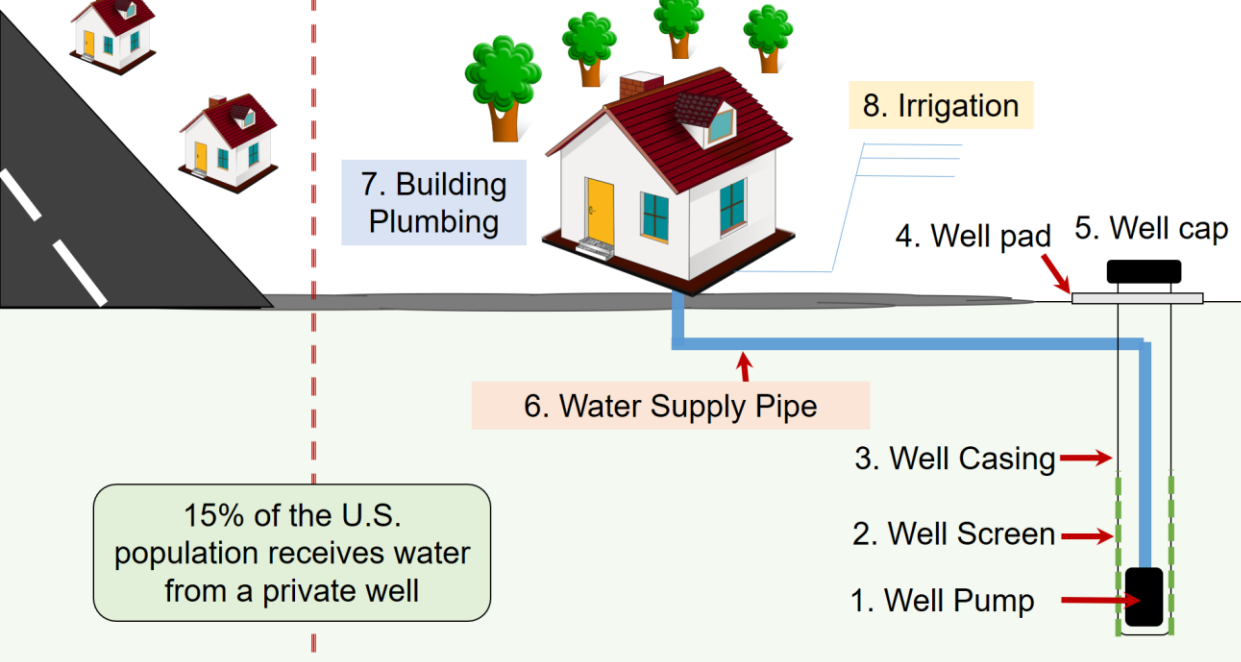 8. Irrigation
7. Building
Plumbing
4. Well pad
5. Well cap
6. Water Supply Pipe
3. Well Casing
15% of the U.S.
population receives water
from a private well
2. Well Screen
1. Well Pump